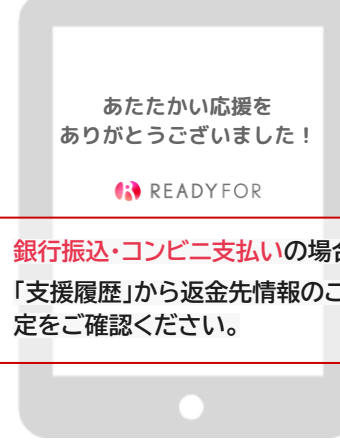 あたたかい応援を
ありがとうございました!
READYFOR
銀行振込・コンビニ支払いの場合
「支援履歴」から返金先情報のご
定をご確認ください。